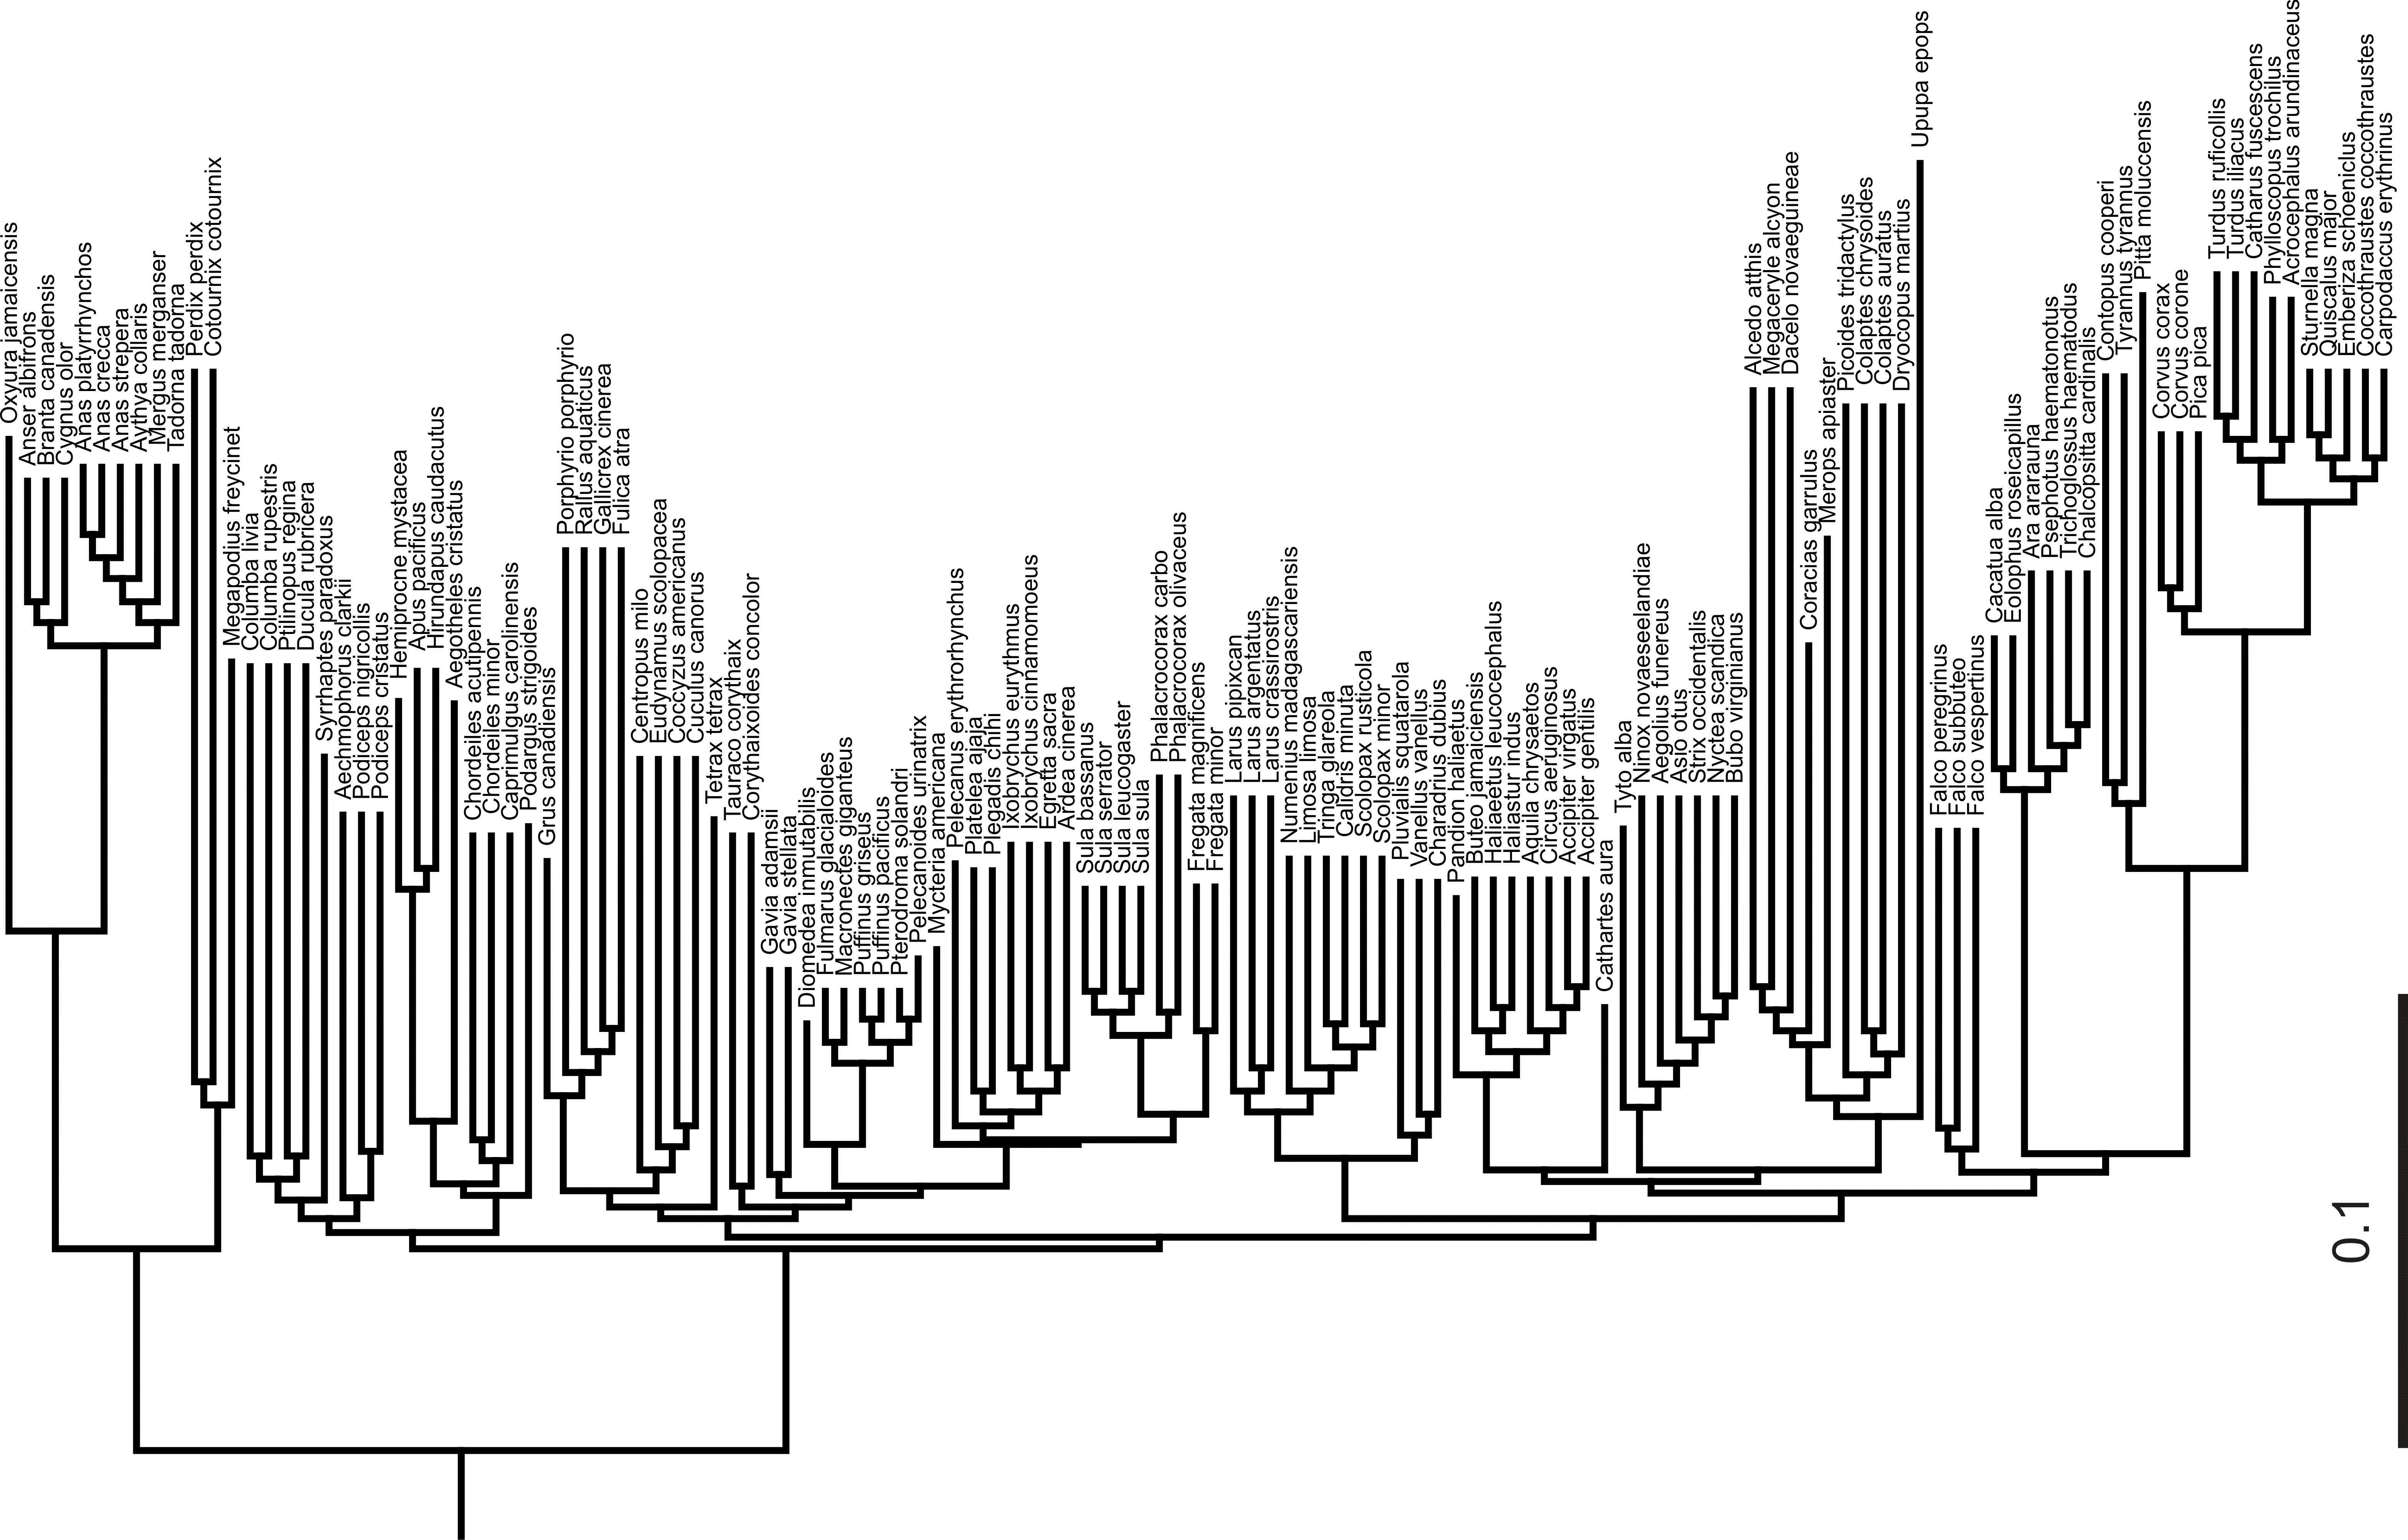 Oxyura jamaicensis
Anser albifrons
Branta canadensis
Cygnus olor
Anas platyrrhynchos
Anas crecca
Anas strepera
Aythya collaris
Mergus merganser
Tadorna tadorna
Perdix perdix
Cotournix cotournix
Megapodius freycinet
Columba livia
Columba rupestris
Ptilinopus regina
Ducula rubricera
Syrrhaptes paradoxus
Aechmophorus clarkii
Podiceps nigricollis
Podiceps cristatus
Hemiprocne mystacea
Apus pacificus
Hirundapus caudacutus
Aegotheles cristatus
Chordeiles acutipennis
Chordeiles minor
Caprimulgus carolinensis
Podargus strigoides
Grus canadiensis
Porphyrio porphyrio
Rallus aquaticus
Gallicrex cinerea
Fulica atra
Centropus milo
Eudynamus scolopacea
Coccyzus americanus
Cuculus canorus
Tetrax tetrax
Tauraco corythaix
Corythaixoides concolor
Gavia adamsii
Gavia stellata
Diomedea inmutabilis
Fulmarus glacialoides
Macronectes giganteus
Puffinus griseus
Puffinus pacificus
Pterodroma solandri
Pelecanoides urinatrix
Mycteria americana
Pelecanus erythrorhynchus
Platelea ajaja
Plegadis chihi
Ixobrychus eurythmus
Ixobrychus cinnamomoeus
Egretta sacra
Ardea cinerea
Sula bassanus
Sula serrator
Sula leucogaster
Sula sula
Phalacrocorax carbo
Phalacrorax olivaceus
Fregata magnificens
Fregata minor
Larus pipixcan
Larus argentatus
Larus crassirostris
Numenius madagascariensis
Limosa limosa
Tringa glareola
Calidris minuta
Scolopax rusticola
Scolopax minor
Pluvialis squatarola
Vanellus vanellus
Charadrius dubius
Pandion haliaetus
Buteo jamaiciensis
Haliaeetus leucocephalus
Haliastur indus
Aquila chrysaetos
Circus aeruginosus
Accipiter virgatus
Accipiter gentilis
Cathartes aura
Tyto alba
Ninox novaeseelandiae
Aegolius funereus
Asio otus
Strix occidentalis
Nyctea scandica
Bubo virginianus
Alcedo atthis
Megaceryle alcyon
Dacelo novaeguineae
Coracias garrulus
Merops apiaster
Picoides tridactylus
Colaptes chrysoides
Colaptes auratus
Dryocopus martius
Upupa epops
Falco peregrinus
Falco subbuteo
Falco vespertinus
Cacatua alba
Eolophus roseicapillus
Ara ararauna
Psephotus haematonotus
Trichoglossus haematodus
Chalcopsitta cardinalis
Contopus cooperi
Tyrannus tyrannus
Pitta moluccensis
Corvus corax
Corvus corone
Pica pica
Turdus ruficollis
Turdus iliacus
Catharus fuscescens
Phylloscopus trochilus
Acrocephalus arundinaceus
Sturnella magna
Quiscalus major
Emberiza schoeniclus
Coccothraustes coccothraustes
Carpodaccus erythrinus
0.1